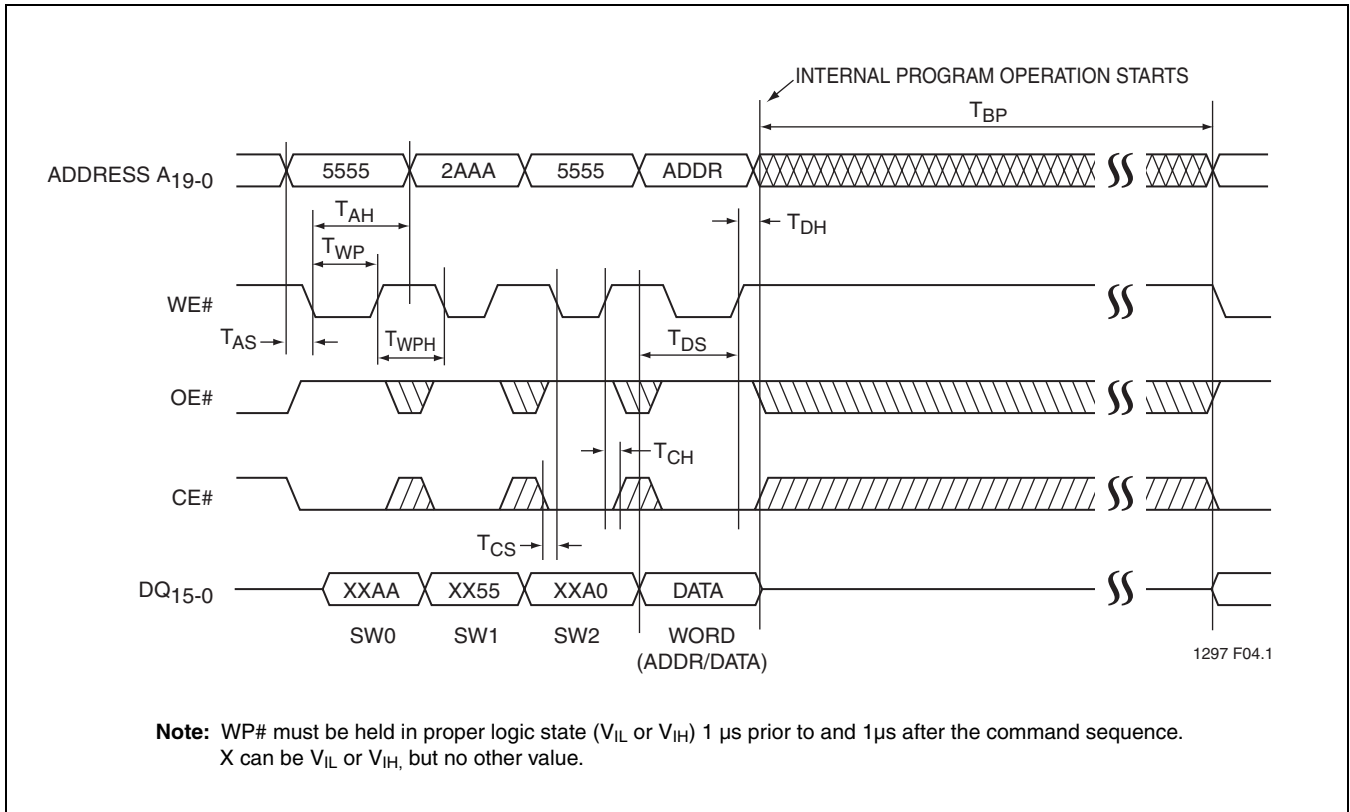 INTERNAL PROGRAM OPERATION STARTS
TBP
ADDRESS A19-0
5555 2AAA 5555 ADDR
TAH
TDH
TWP
WE#
TAS
TWPH
TDS
OE#
TCH
CE#
TCS
DQ15-0
XXAA XX55 XXA0 DATA
SW0 SW1 SW2 WORD
(ADDR/DATA)
1297 F04.1
Note: WP# must be held in proper logic state (VIL or VIH) 1 µs prior to and 1µs after the command sequence.
X can be VIL or VIH, but no other value.